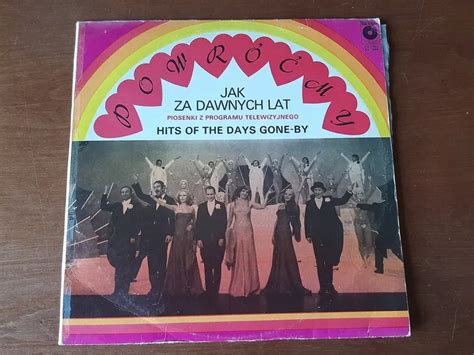 POWRÓĆMY
JAK
ZA DAWNYCH LAT
PIOSENKI Z PROGRAMU TELEWIZYJNEGO
HITS OF THE DAYS GONE-BY